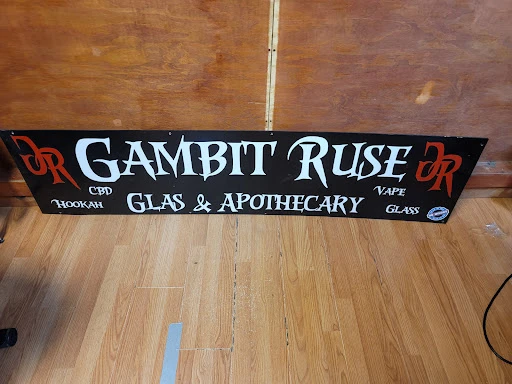 GR GAMBIT RUSE GR
CBD VAPE
HOOKAH GLAS & APOTHECARY GLASS